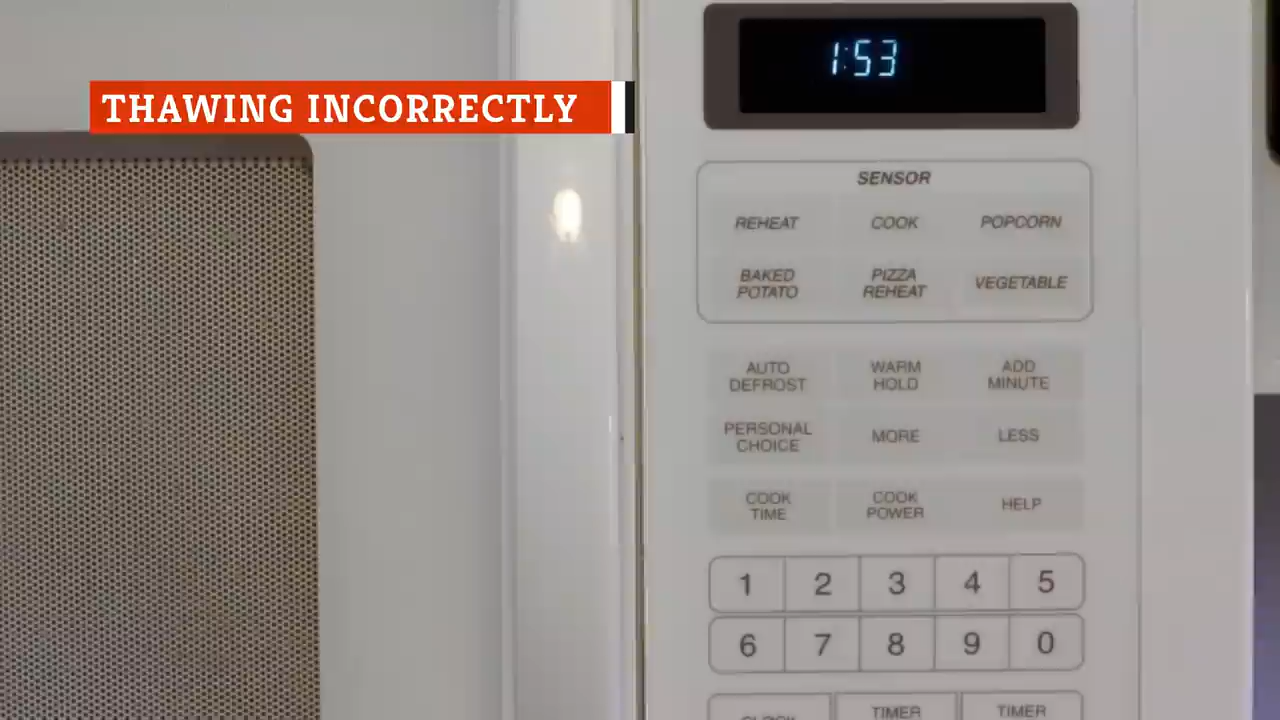 THAWING INCORRECTLY
1:53
SENSOR
REHEAT COOK POPCORN
BAKED POTATO PIZZA REHEAT VEGETABLE
AUTO DEFROST WARM HOLD ADD MINUTE
PERSONAL CHOICE MORE LESS
COOK TIME COOK POWER HELP
1 2 3 4 5
6 7 8 9 0
TIMER TIMER